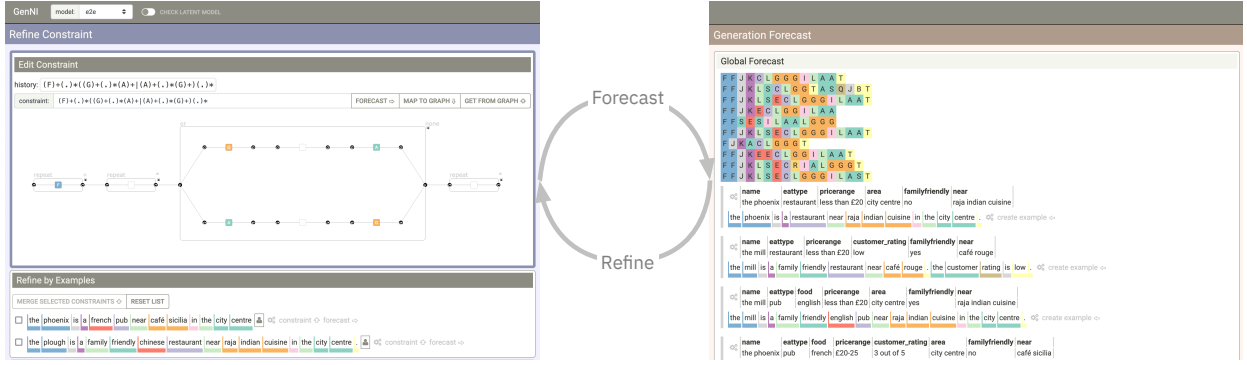 GenNI model: e2e CHECK LATENT MODEL
Refine Constraint
Edit Constraint
history: (F)+(.)*((G)+(.)*(A)+|(A)+(.)*(G)+)(.)*
constraint: (F)+(.)*((G)+(.)*(A)+|(A)+(.)*(G)+)(.)* FORECAST MAP TO GRAPH GET FROM GRAPH
or
G A
repeat repeat repeat
F
A G
Refine by Examples
MERGE SELECTED CONSTRAINTS RESET LIST
the phoenix is a french pub near café sicilia in the city centre constraint forecast
the plough is a family friendly chinese restaurant near raja indian cuisine in the city centre . constraint forecast
Forecast
Refine
Generation Forecast
Global Forecast
F F J K C L G G G I L A A T
F F J K L S C L G G T A S Q J B T
F F J K L S E C L G G G I L A A T
F F J K E C L G G I L A A
F F S E S I L A A L G G G
F F J K L S E C L G G G I L A A T
F J K A C L G G G T
F F J K E E C L G G I L A A T
F F J K L S E C R I A L G G G T
F F J K L S E C L G G G I L A S T
name eattype pricerange area familyfriendly near
the phoenix restaurant less than £20 city centre no raja indian cuisine
the phoenix is a restaurant near raja indian cuisine in the city centre . create example
name eattype pricerange customer_rating familyfriendly near
the mill restaurant less than £20 low yes café rouge
the mill is a family friendly restaurant near café rouge . the customer rating is low . create example
name eattype food pricerange area familyfriendly near
the mill pub english less than £20 city centre yes raja indian cuisine
the mill is a family friendly english pub near raja indian cuisine in the city centre . create example
name eattype food pricerange customer_rating area familyfriendly near
the phoenix pub french £20-25 3 out of 5 city centre no café sicilia